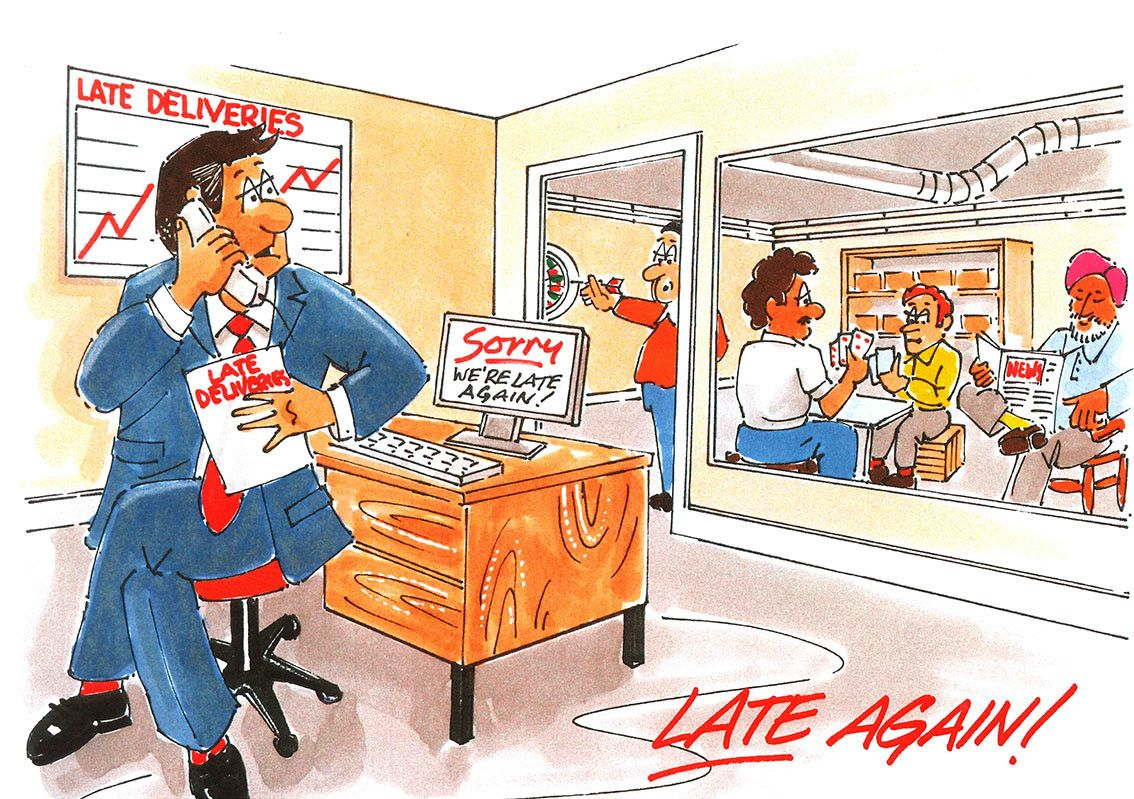 LATE DELIVERIES
LATE
DELIVERIES
Sorry
WE'RE LATE
AGAIN!
NEWS
LATE AGAIN!